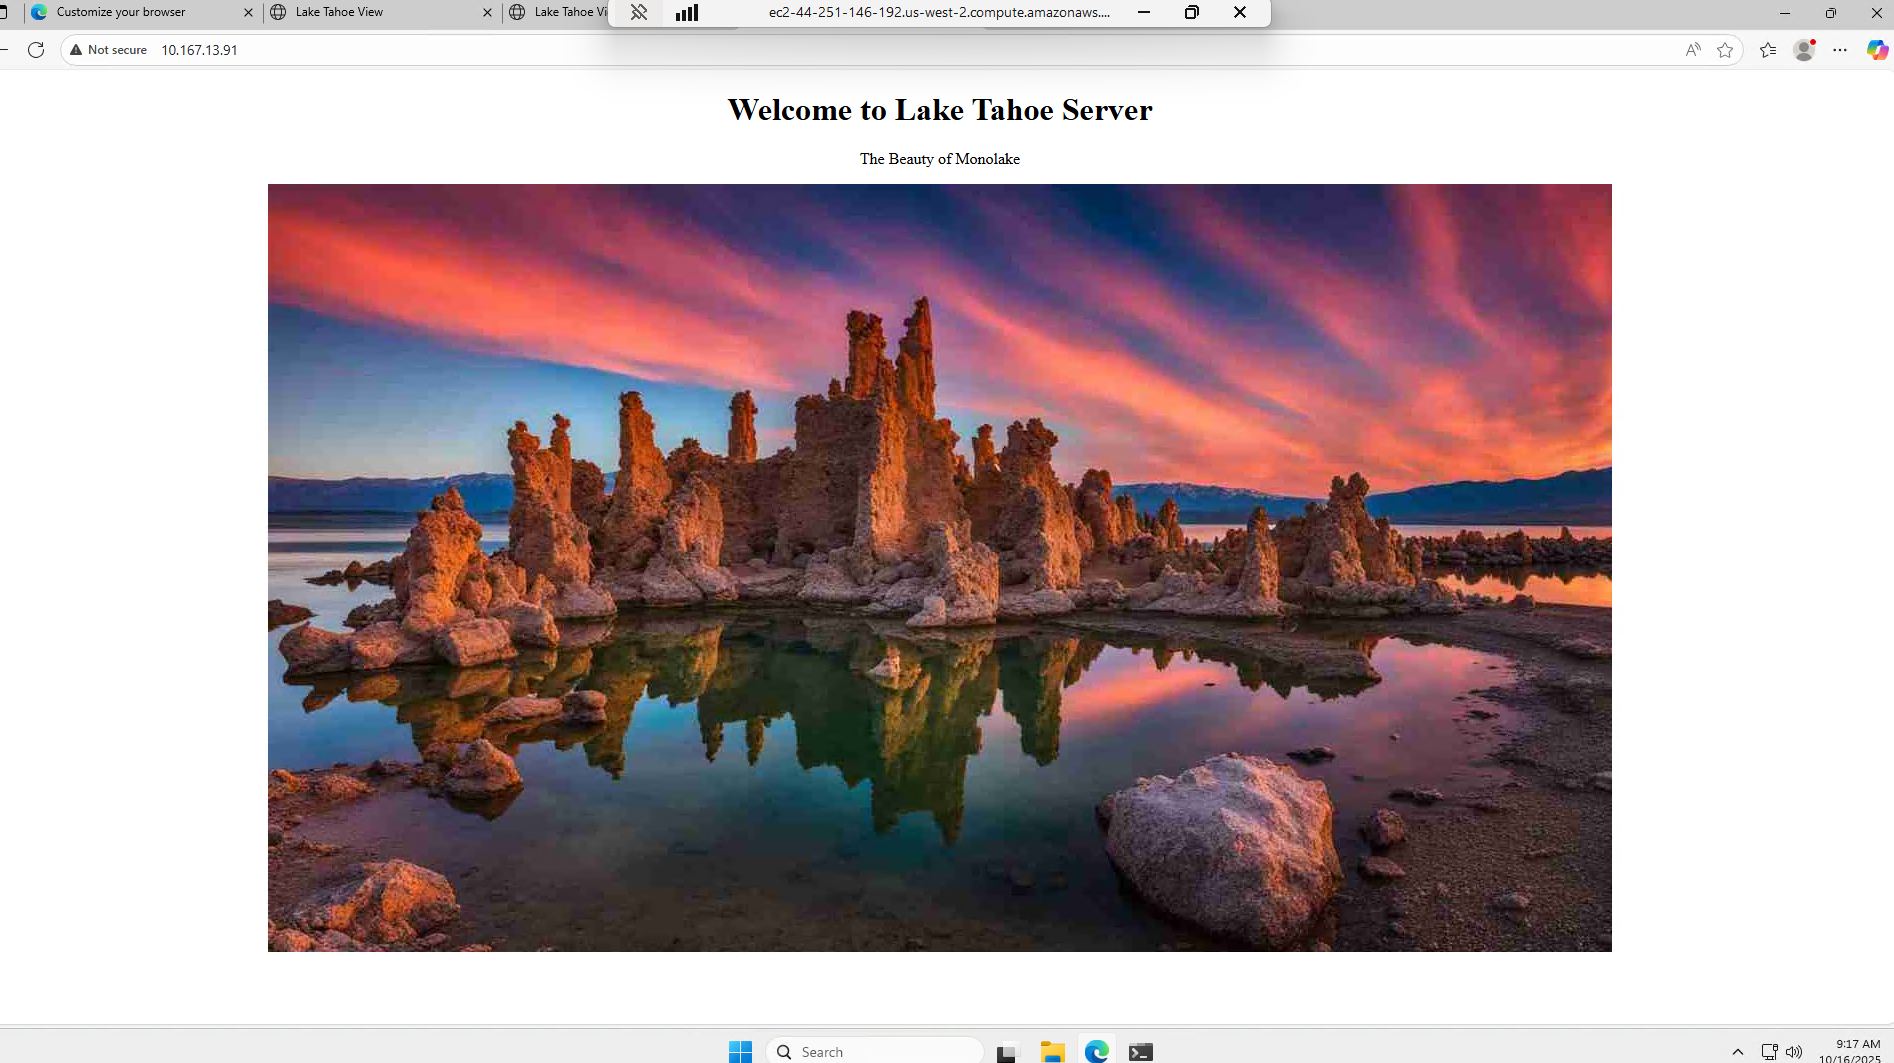 Customize your browser
Lake Tahoe View
Lake Tahoe Vi
ec2-44-251-146-192.us-west-2.compute.amazonaws....
Not secure
10.167.13.91
Welcome to Lake Tahoe Server
The Beauty of Monolake
Search
9:17 AM
10/16/2025